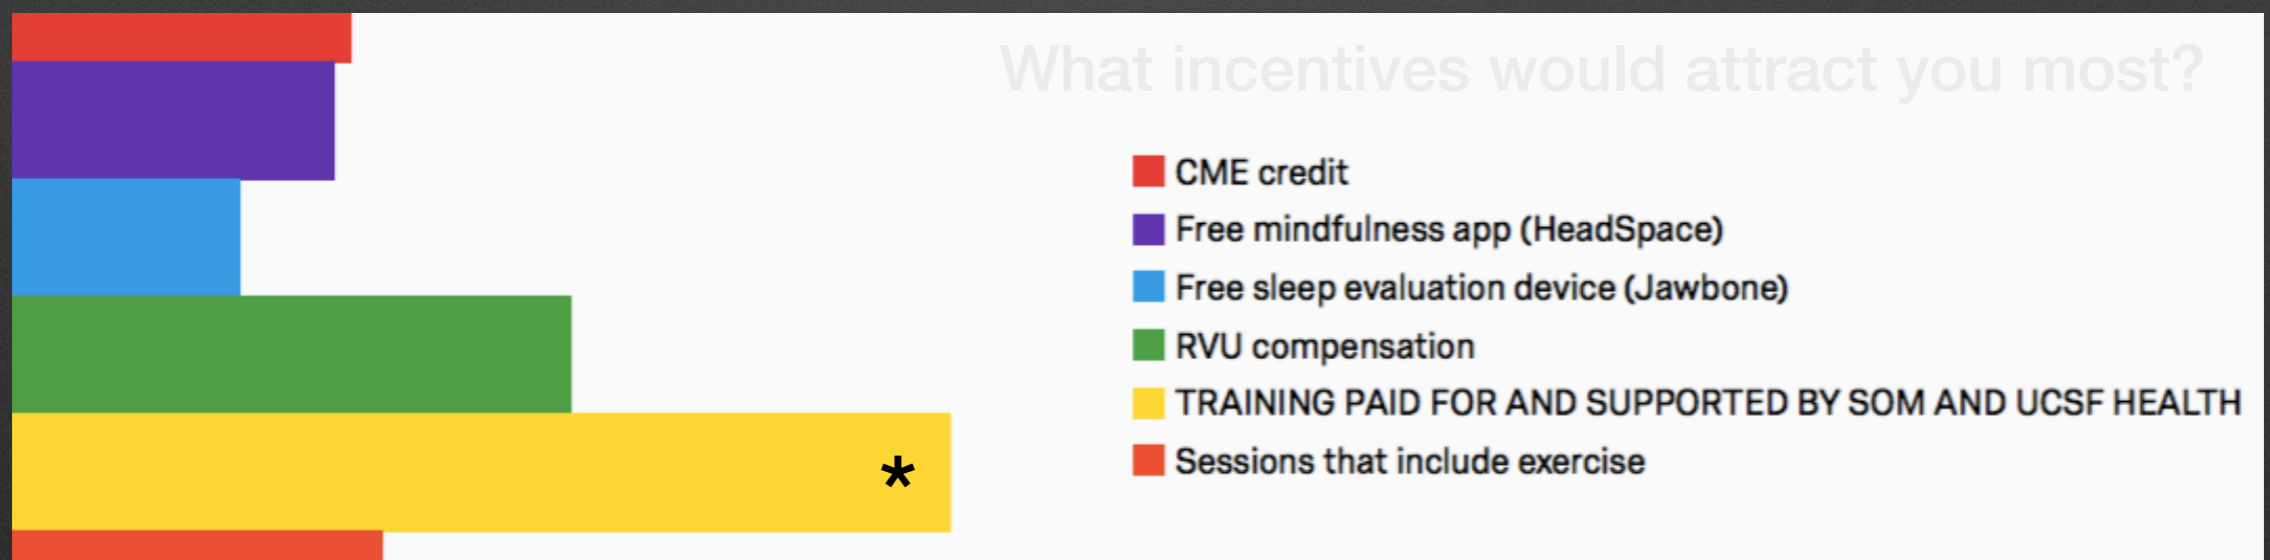 What incentives would attract you most?
CME credit
Free mindfulness app (HeadSpace)
Free sleep evaluation device (Jawbone)
RVU compensation
TRAINING PAID FOR AND SUPPORTED BY SOM AND UCSF HEALTH
Sessions that include exercise
*